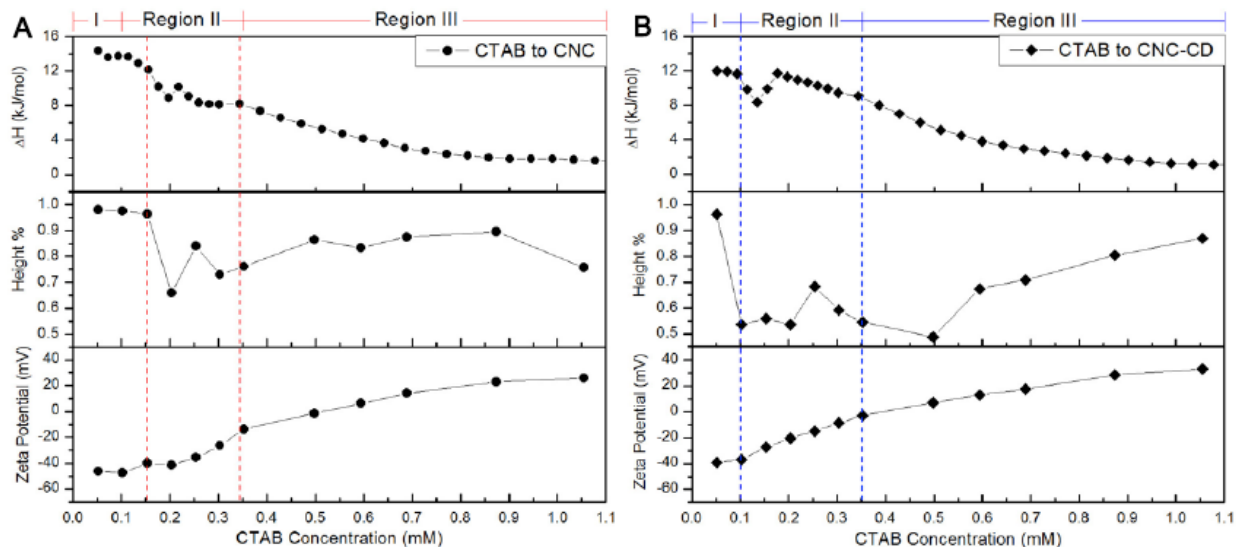 A
I Region II Region III
CTAB to CNC
ΔH (kJ/mol)
16
12
8
4
0
Height %
1.0
0.9
0.8
0.7
0.6
0.5
Zeta Potential (mV)
40
20
0
-20
-40
-60
0.0 0.1 0.2 0.3 0.4 0.5 0.6 0.7 0.8 0.9 1.0 1.1
CTAB Concentration (mM)
B
I Region II Region III
CTAB to CNC-CD
ΔH (kJ/mol)
16
12
8
4
0
Height %
1.0
0.9
0.8
0.7
0.6
0.5
Zeta Potential (mV)
40
20
0
-20
-40
-60
0.0 0.1 0.2 0.3 0.4 0.5 0.6 0.7 0.8 0.9 1.0 1.1
CTAB Concentration (mM)